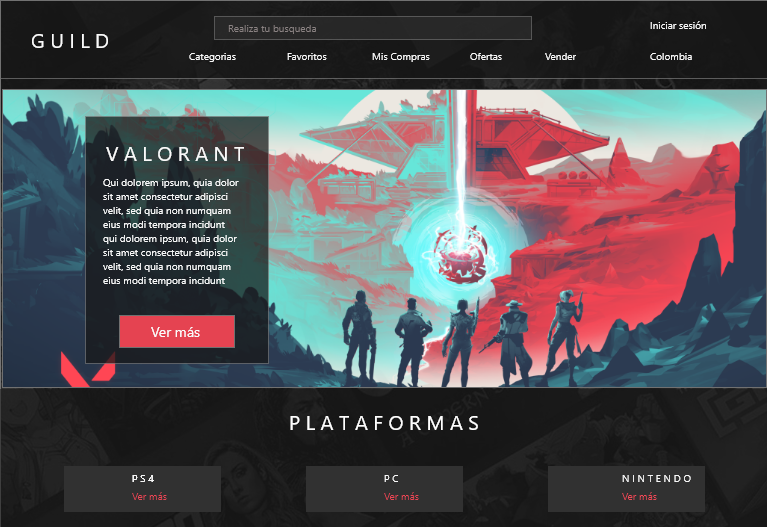 GUILD
Realiza tu busqueda
Iniciar sesión
Categorias
Favoritos
Mis Compras
Ofertas
Vender
Colombia
VALORANT
Qui dolorem ipsum, quia dolor
sit amet consectetur adipisci
velit, sed quia non numquam
eius modi tempora incidunt
qui dolorem ipsum, quia dolor
sit amet consectetur adipisci
velit, sed quia non numquam
eius modi tempora incidunt
Ver más
PLATAFORMAS
PS4
Ver más
PC
Ver más
NINTENDO
Ver más